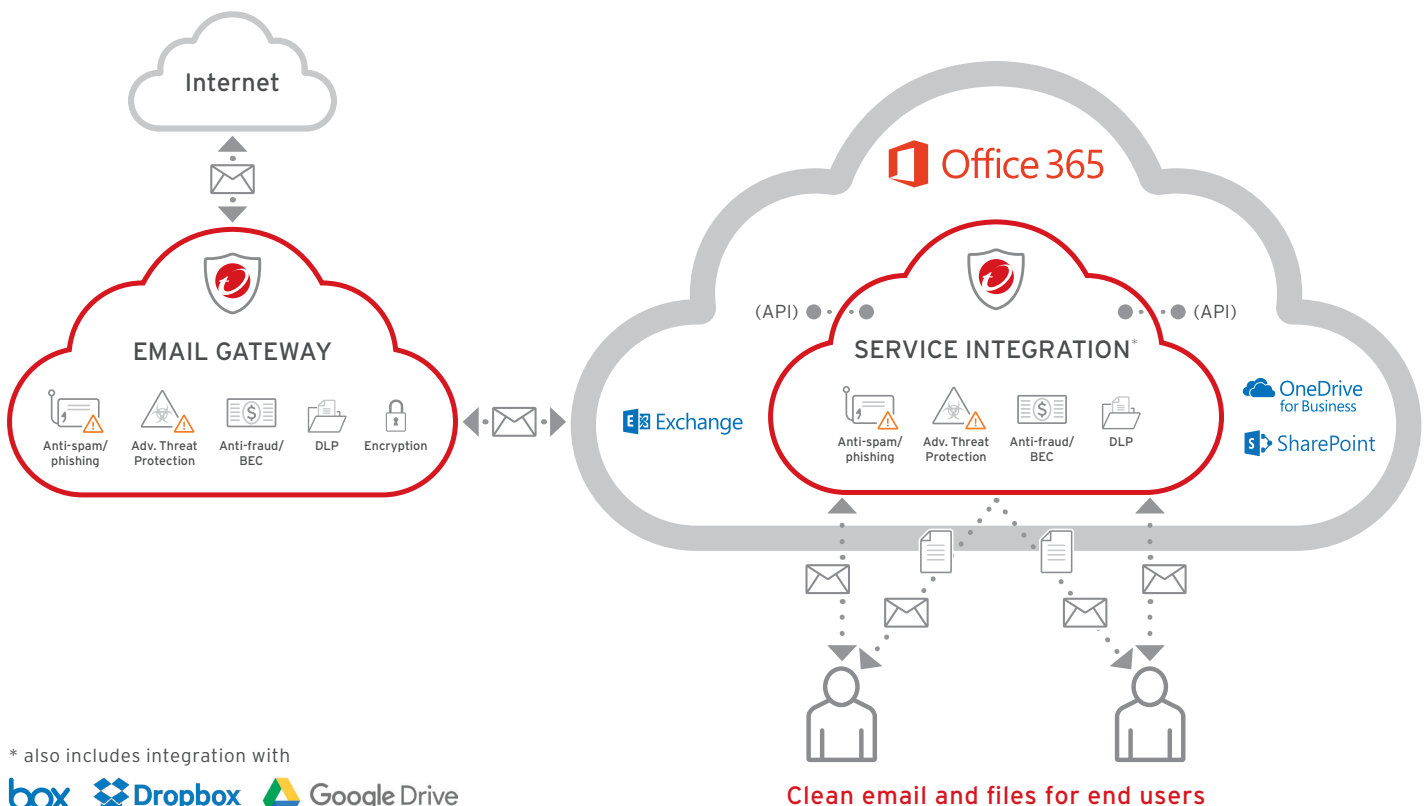 Internet
Office 365
(API)
(API)
EMAIL GATEWAY
SERVICE INTEGRATION*
OneDrive
for Business
E Exchange
S SharePoint
$
Anti-spam/
phishing
Adv. Threat
Protection
Anti-fraud/
BEC
DLP
Encryption
$
Anti-spam/
phishing
Adv. Threat
Protection
Anti-fraud/
BEC
DLP
* also includes integration with
box Dropbox Google Drive
Clean email and files for end users